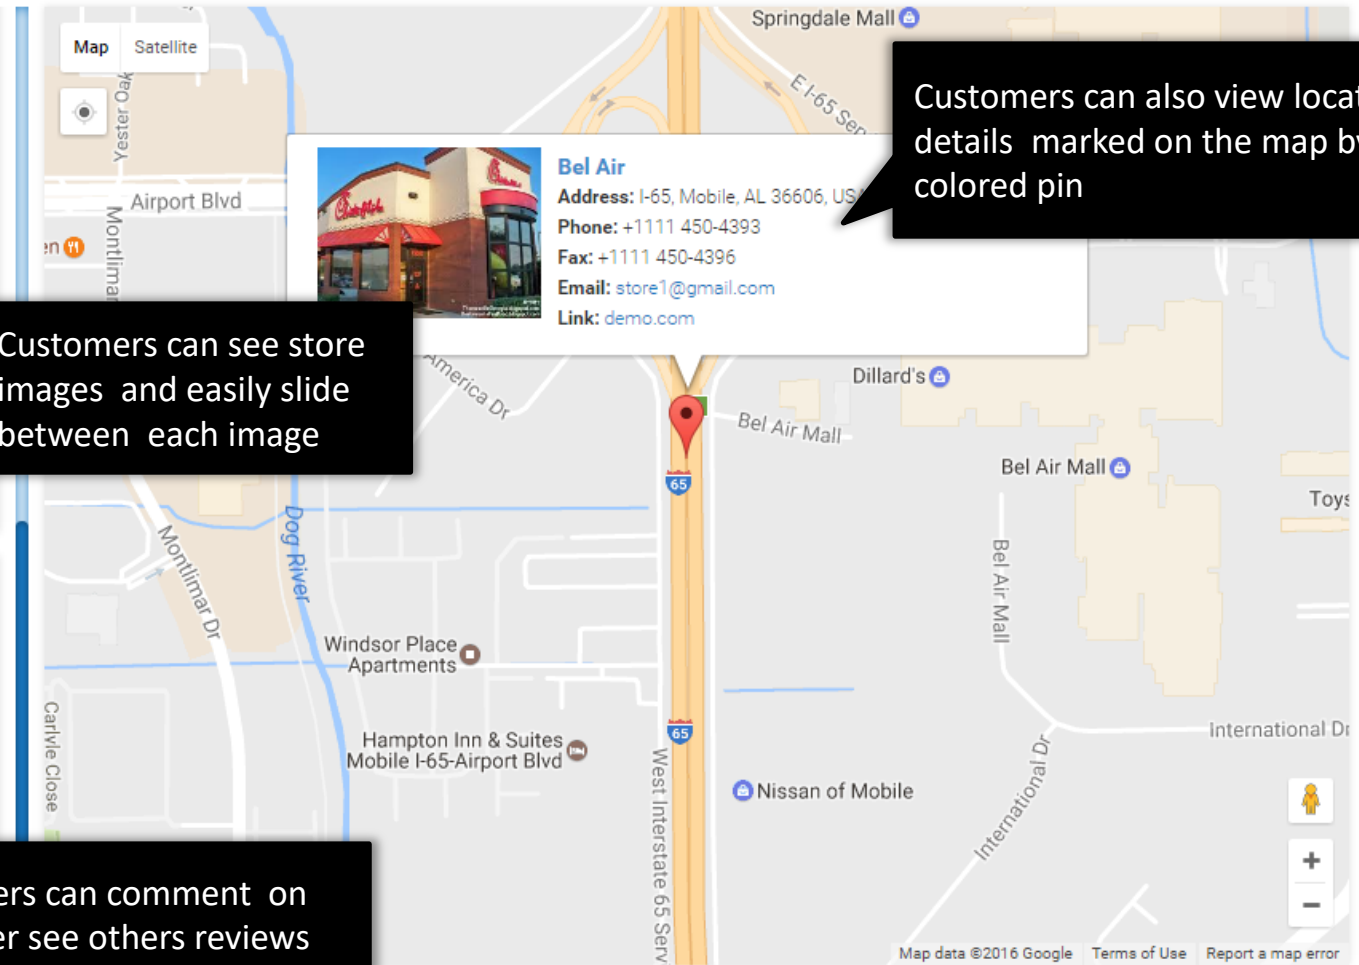 Springdale Mall
Map Satellite
E I-65 Ser
Customers can also view locat
details marked on the map by
colored pin
Yester Oak
Airport Blvd
Montlimar
en
Chick-fil-A
Bel Air
Address: I-65, Mobile, AL 36606, USA
Phone: +1111 450-4393
Fax: +1111 450-4396
Email: store1@gmail.com
Link: demo.com
Customers can see store
images and easily slide
between each image
America Dr
Dillard's
Bel Air Mall
65
Bel Air Mall
Toys
Dog River
Montlimar Dr
Bel Air Mall
Windsor Place
Apartments
Carlyle Close
Hampton Inn & Suites
Mobile I-65-Airport Blvd
65
West Interstate 65 Serv
International Dr
International Dr
Nissan of Mobile
+
−
ers can comment on
er see others reviews
Map data ©2016 Google Terms of Use Report a map error